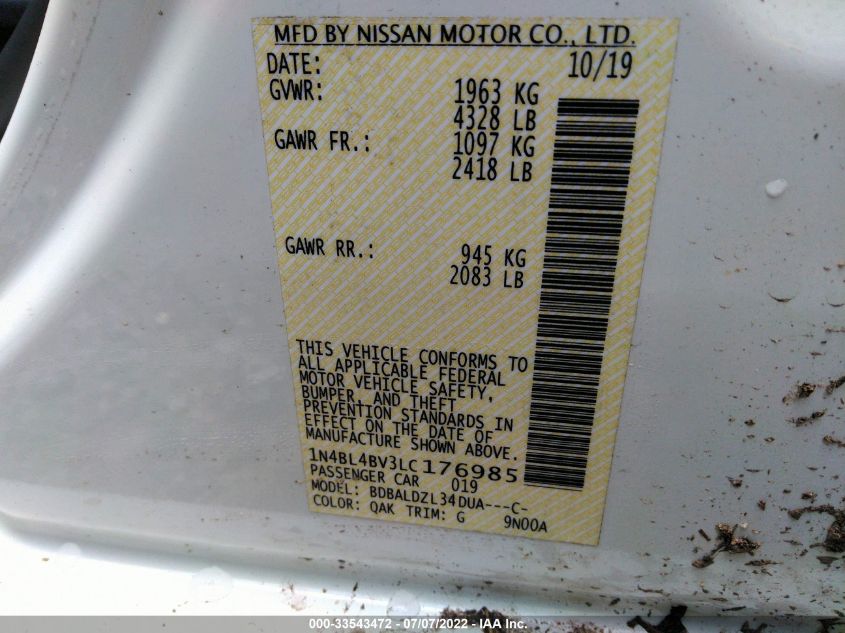 MFD BY NISSAN MOTOR CO., LTD.
DATE: 10/19
GVWR: 1963 KG
4328 LB
GAWR FR.: 1097 KG
2418 LB
GAWR RR.: 945 KG
2083 LB
THIS VEHICLE CONFORMS TO
ALL APPLICABLE FEDERAL
MOTOR VEHICLE SAFETY,
BUMPER, AND THEFT
PREVENTION STANDARDS IN
EFFECT ON THE DATE OF
MANUFACTURE SHOWN ABOVE.
1N4BL4BV3LC176985
PASSENGER CAR 019
MODEL: BDBALDZL34DUA---C-
COLOR: QAK TRIM: G 9N00A
000-33543472 - 07/07/2022 - IAA Inc.